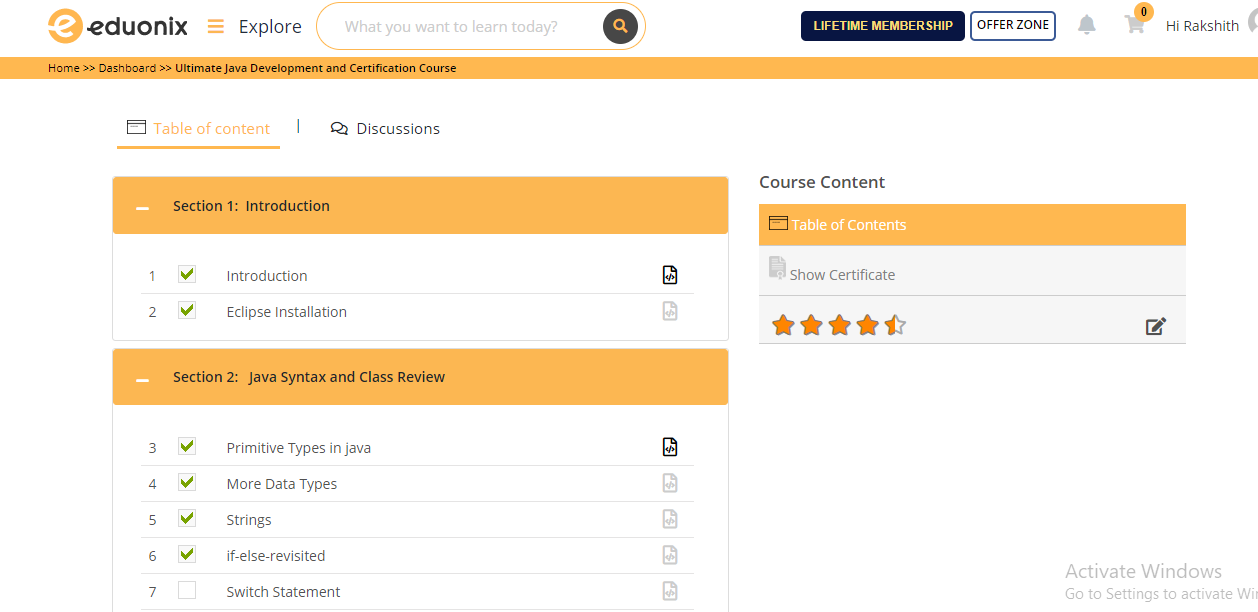 eduonix
Explore
What you want to learn today?
LIFETIME MEMBERSHIP
OFFER ZONE
0
Hi Rakshith
Home >> Dashboard >> Ultimate Java Development and Certification Course
Table of content
Discussions
Section 1: Introduction
1 Introduction
2 Eclipse Installation
Section 2: Java Syntax and Class Review
3 Primitive Types in java
4 More Data Types
5 Strings
6 if-else-revisited
7 Switch Statement
Course Content
Table of Contents
Show Certificate
Activate Windows
Go to Settings to activate Wi